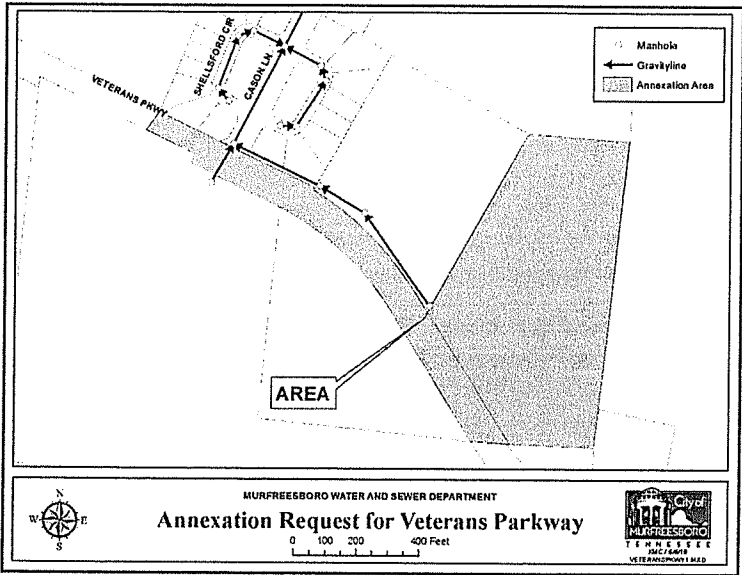 SHELLSFORD CIR
CASON LN
VETERANS PKWY
Manhole
Gravityline
Annexation Area
AREA
N
W E
S
MURFREESBORO WATER AND SEWER DEPARTMENT
Annexation Request for Veterans Parkway
0 100 200 400 Feet
City of
MURFREESBORO
TENNESSEE